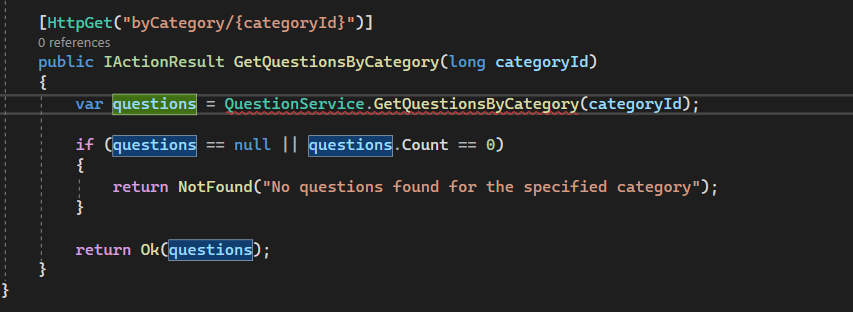 [HttpGet("byCategory/{categoryId}")]
0 references
public IActionResult GetQuestionsByCategory(long categoryId)
{
var questions = QuestionService.GetQuestionsByCategory(categoryId);
if (questions == null || questions.Count == 0)
{
return NotFound("No questions found for the specified category");
}
return Ok(questions);
}
}